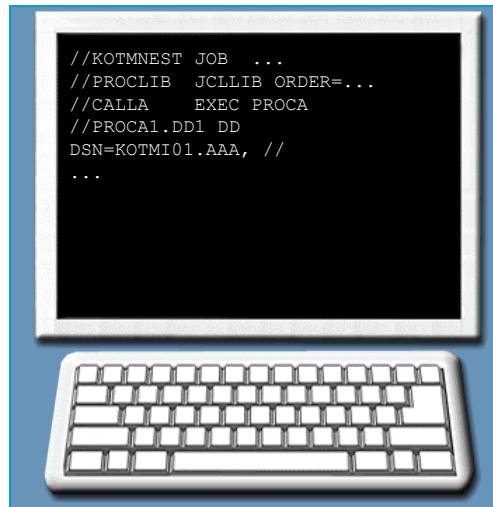 //KOTMNEST JOB  ...
//PROCLIB  JCLLIB ORDER=...
//CALLA    EXEC PROCA
//PROCA1.DD1 DD
DSN=KOTMI01.AAA, //
...